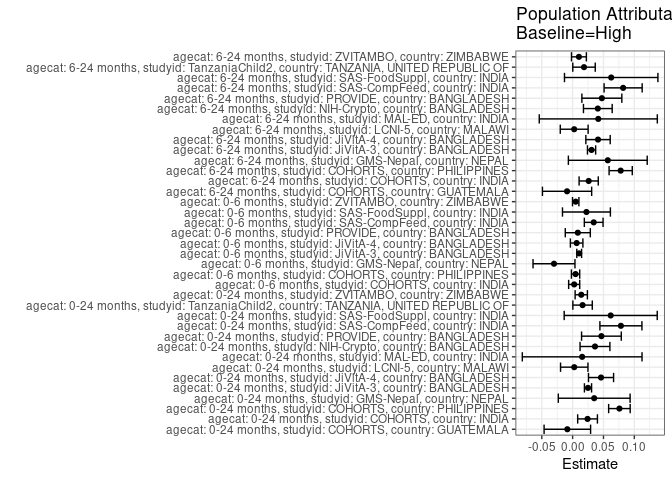 Population Attributa
Baseline=High
agecat: 6-24 months, studyid: ZVITAMBO, country: ZIMBABWE
agecat: 6-24 months, studyid: TanzaniaChild2, country: TANZANIA, UNITED REPUBLIC OF
agecat: 6-24 months, studyid: SAS-FoodSuppl, country: INDIA
agecat: 6-24 months, studyid: SAS-CompFeed, country: INDIA
agecat: 6-24 months, studyid: PROVIDE, country: BANGLADESH
agecat: 6-24 months, studyid: NIH-Crypto, country: BANGLADESH
agecat: 6-24 months, studyid: MAL-ED, country: INDIA
agecat: 6-24 months, studyid: LCNI-5, country: MALAWI
agecat: 6-24 months, studyid: JiVitA-4, country: BANGLADESH
agecat: 6-24 months, studyid: JiVitA-3, country: BANGLADESH
agecat: 6-24 months, studyid: GMS-Nepal, country: NEPAL
agecat: 6-24 months, studyid: COHORTS, country: PHILIPPINES
agecat: 6-24 months, studyid: COHORTS, country: INDIA
agecat: 6-24 months, studyid: COHORTS, country: GUATEMALA
agecat: 0-6 months, studyid: ZVITAMBO, country: ZIMBABWE
agecat: 0-6 months, studyid: SAS-FoodSuppl, country: INDIA
agecat: 0-6 months, studyid: SAS-CompFeed, country: INDIA
agecat: 0-6 months, studyid: PROVIDE, country: BANGLADESH
agecat: 0-6 months, studyid: JiVitA-4, country: BANGLADESH
agecat: 0-6 months, studyid: JiVitA-3, country: BANGLADESH
agecat: 0-6 months, studyid: GMS-Nepal, country: NEPAL
agecat: 0-6 months, studyid: COHORTS, country: PHILIPPINES
agecat: 0-6 months, studyid: COHORTS, country: INDIA
agecat: 0-24 months, studyid: ZVITAMBO, country: ZIMBABWE
agecat: 0-24 months, studyid: TanzaniaChild2, country: TANZANIA, UNITED REPUBLIC OF
agecat: 0-24 months, studyid: SAS-FoodSuppl, country: INDIA
agecat: 0-24 months, studyid: SAS-CompFeed, country: INDIA
agecat: 0-24 months, studyid: PROVIDE, country: BANGLADESH
agecat: 0-24 months, studyid: NIH-Crypto, country: BANGLADESH
agecat: 0-24 months, studyid: MAL-ED, country: INDIA
agecat: 0-24 months, studyid: LCNI-5, country: MALAWI
agecat: 0-24 months, studyid: JiVitA-4, country: BANGLADESH
agecat: 0-24 months, studyid: JiVitA-3, country: BANGLADESH
agecat: 0-24 months, studyid: GMS-Nepal, country: NEPAL
agecat: 0-24 months, studyid: COHORTS, country: PHILIPPINES
agecat: 0-24 months, studyid: COHORTS, country: INDIA
agecat: 0-24 months, studyid: COHORTS, country: GUATEMALA
-0.05 0.00 0.05 0.10
Estimate